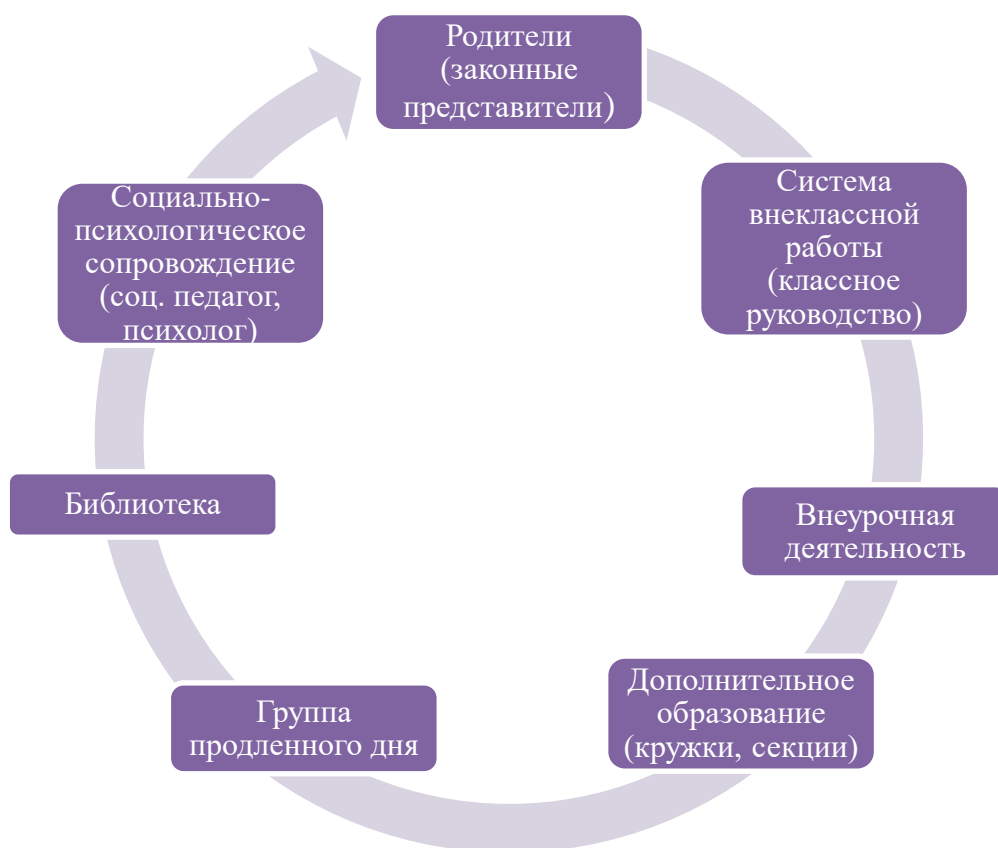 Родители
(законные
представители)
Система
внеклассной
работы
(классное
руководство)
Внеурочная
деятельность
Дополнительное
образование
(кружки, секции)
Группа
продленного дня
Библиотека
Социально-
психологическое
сопровождение
(соц. педагог,
психолог)